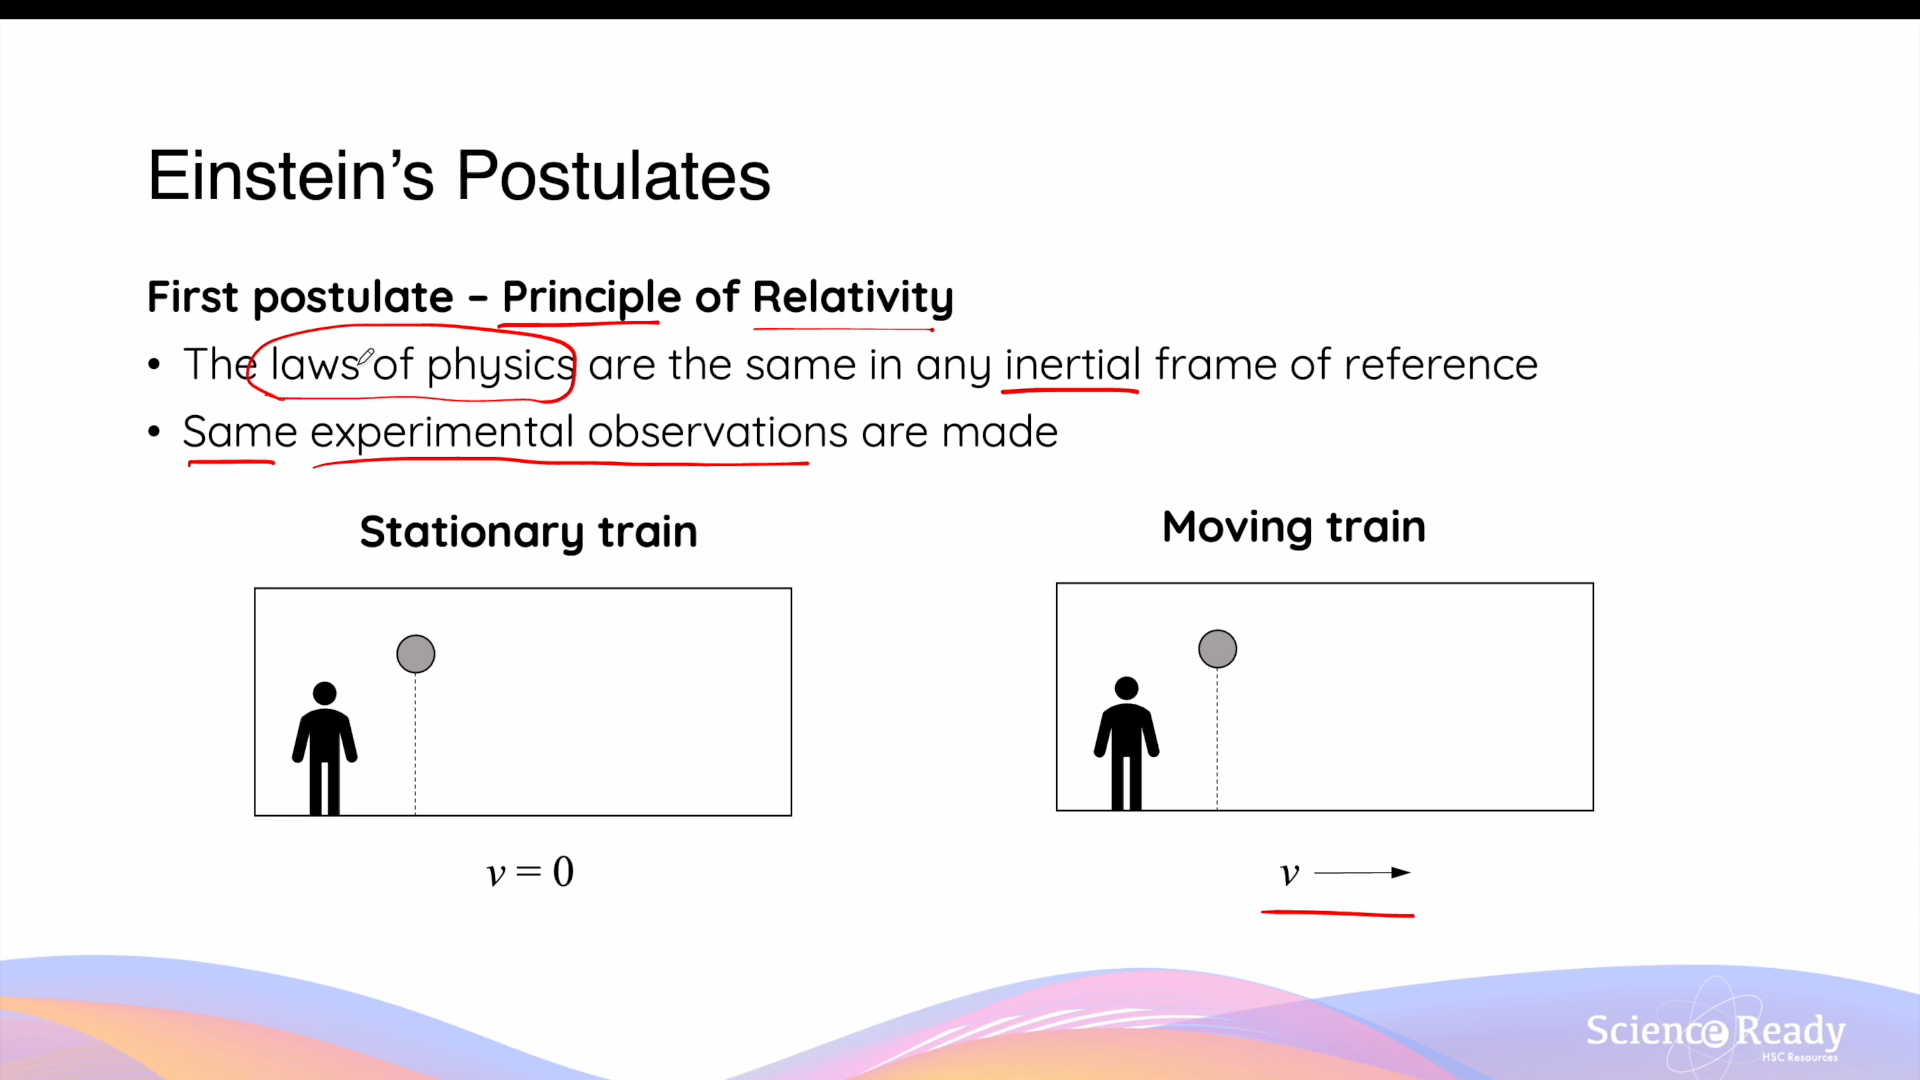 Einstein’s Postulates
First postulate – Principle of Relativity
• The laws of physics are the same in any inertial frame of reference
• Same experimental observations are made
Stationary train
Moving train
v = 0
v
Science Ready
HSC Resources